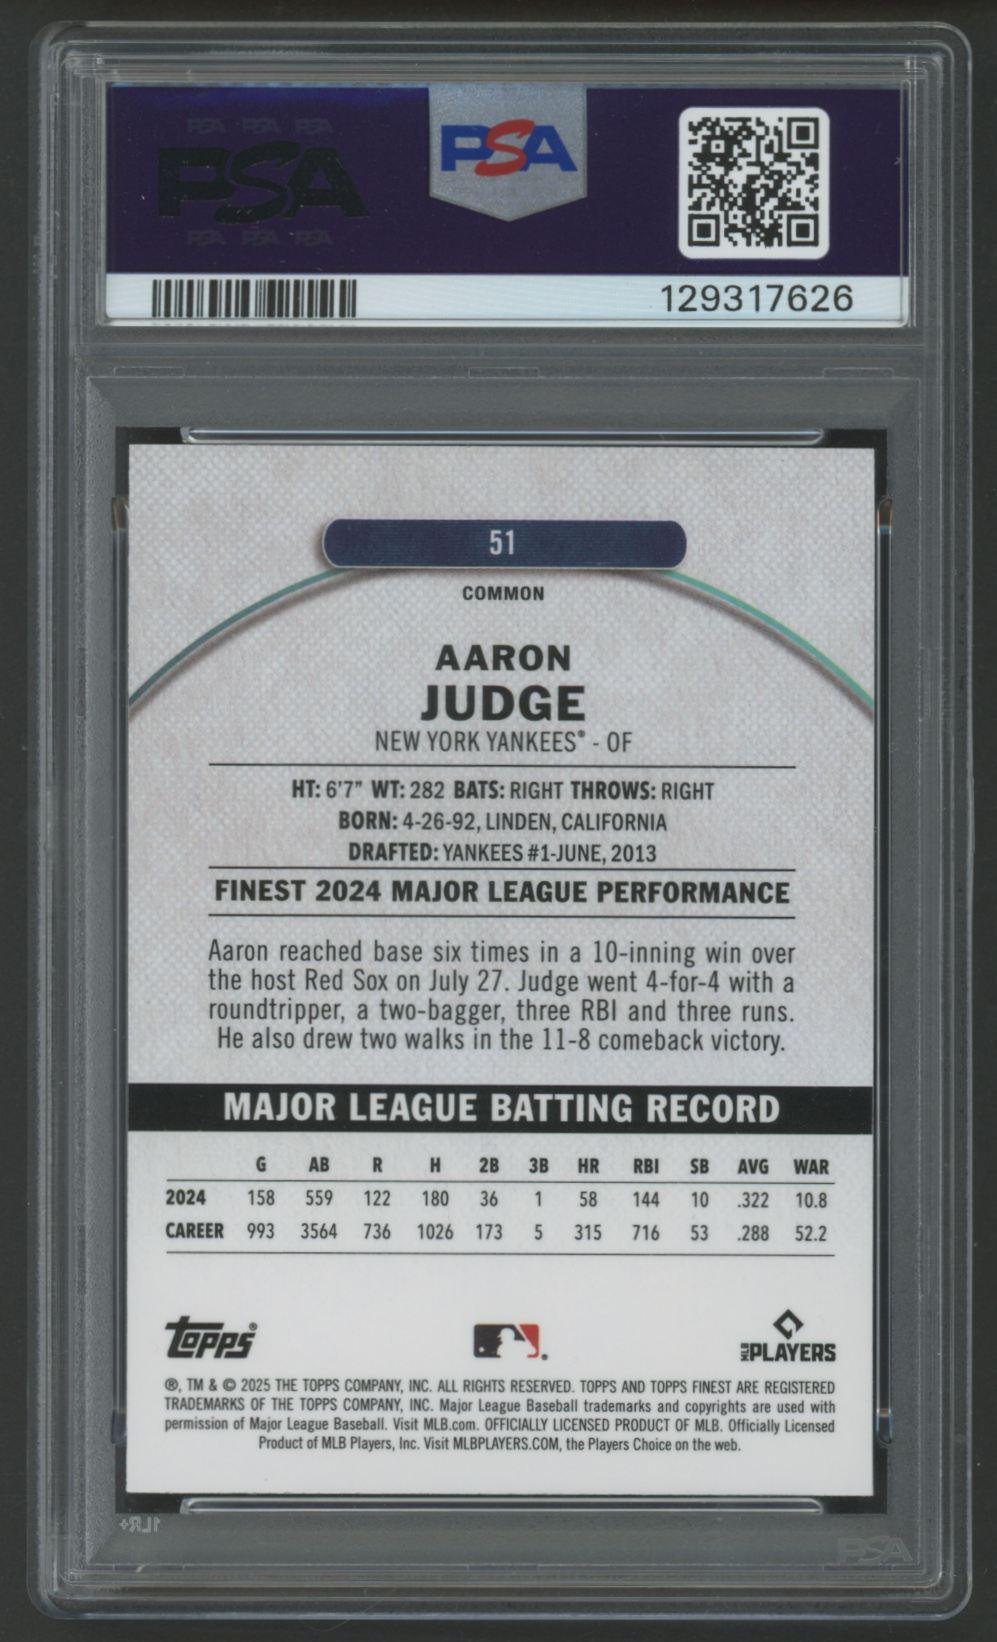 PSA PSA PSA
PSA
PSA PSA PSA
PSA
129317626
51
COMMON
AARON
JUDGE
NEW YORK YANKEES® - OF
HT: 6'7" WT: 282 BATS: RIGHT THROWS: RIGHT
BORN: 4-26-92, LINDEN, CALIFORNIA
DRAFTED: YANKEES #1-JUNE, 2013
FINEST 2024 MAJOR LEAGUE PERFORMANCE
Aaron reached base six times in a 10-inning win over
the host Red Sox on July 27. Judge went 4-for-4 with a
roundtripper, a two-bagger, three RBI and three runs.
He also drew two walks in the 11-8 comeback victory.
MAJOR LEAGUE BATTING RECORD
G AB R H 2B 3B HR RBI SB AVG WAR
2024 158 559 122 180 36 1 58 144 10 .322 10.8
CAREER 993 3564 736 1026 173 5 315 716 53 .288 52.2
topps®
MLB PLAYERS
®, TM & © 2025 THE TOPPS COMPANY, INC. ALL RIGHTS RESERVED. TOPPS AND TOPPS FINEST ARE REGISTERED
TRADEMARKS OF THE TOPPS COMPANY, INC. Major League Baseball trademarks and copyrights are used with
permission of Major League Baseball. Visit MLB.com. OFFICIALLY LICENSED PRODUCT OF MLB. Officially Licensed
Product of MLB Players, Inc. Visit MLBPLAYERS.COM, the Players Choice on the web.
1LR+
PSA